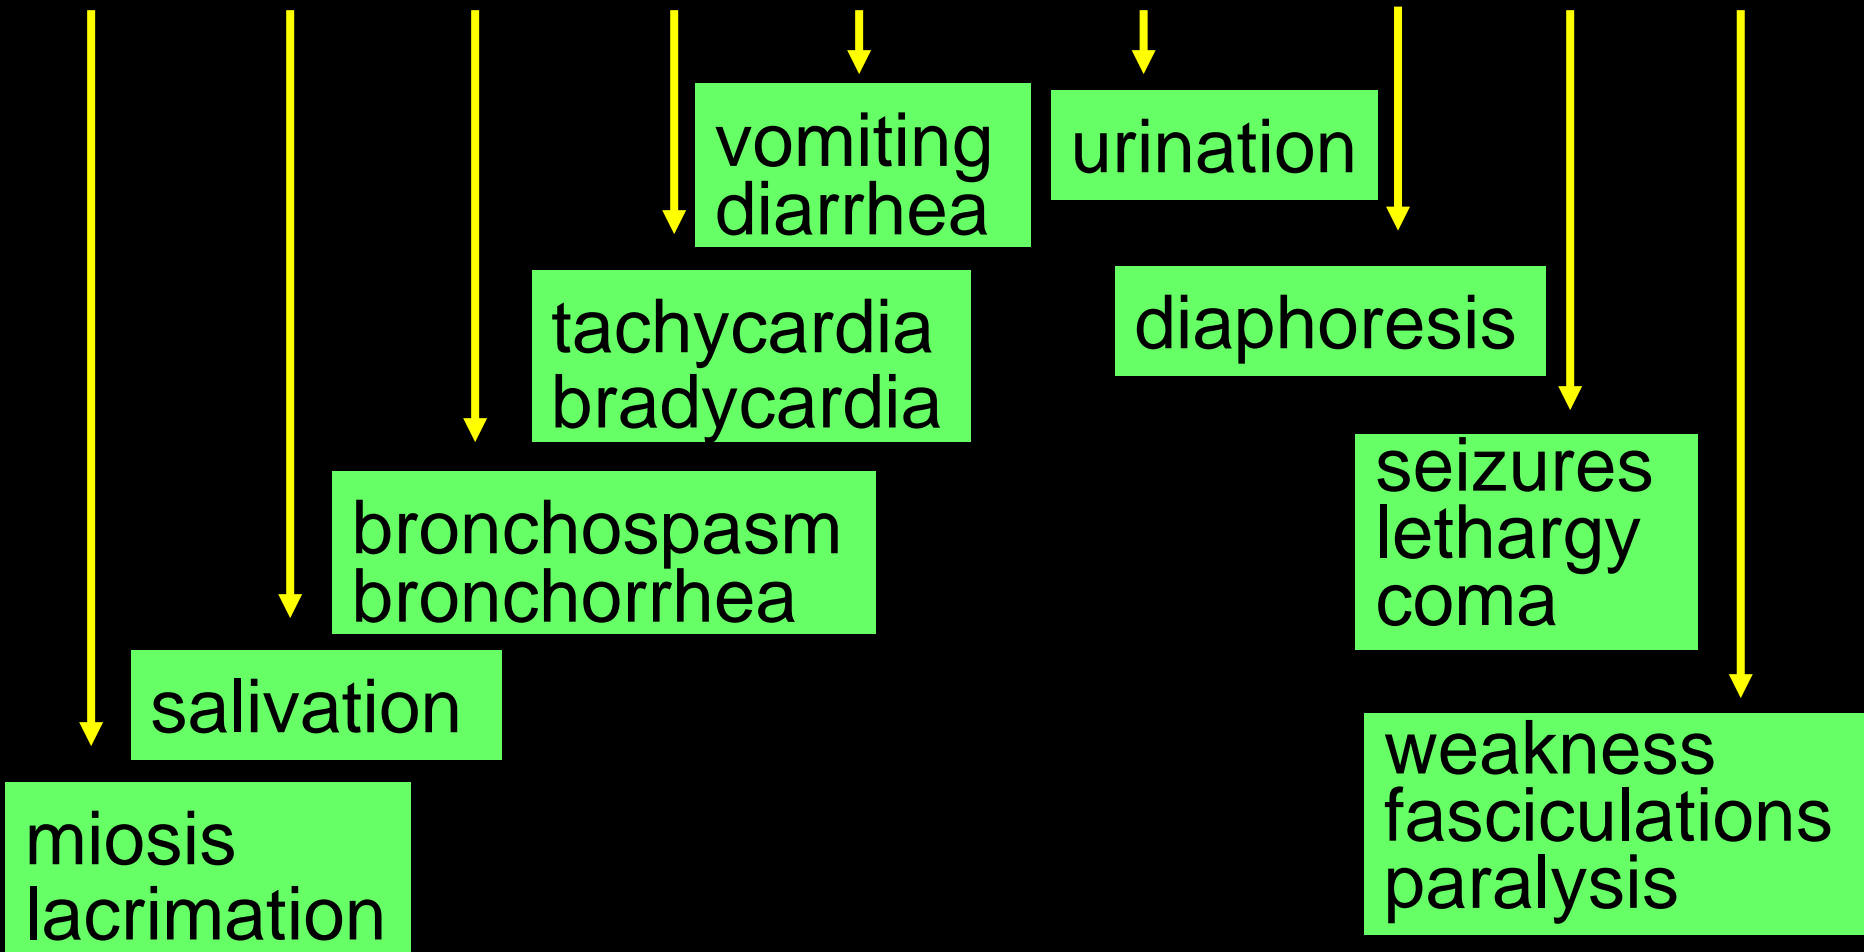 vomiting
diarrhea
urination
tachycardia
bradycardia
diaphoresis
bronchospasm
bronchorrhea
seizures
lethargy
coma
salivation
weakness
fasciculations
paralysis
miosis
lacrimation